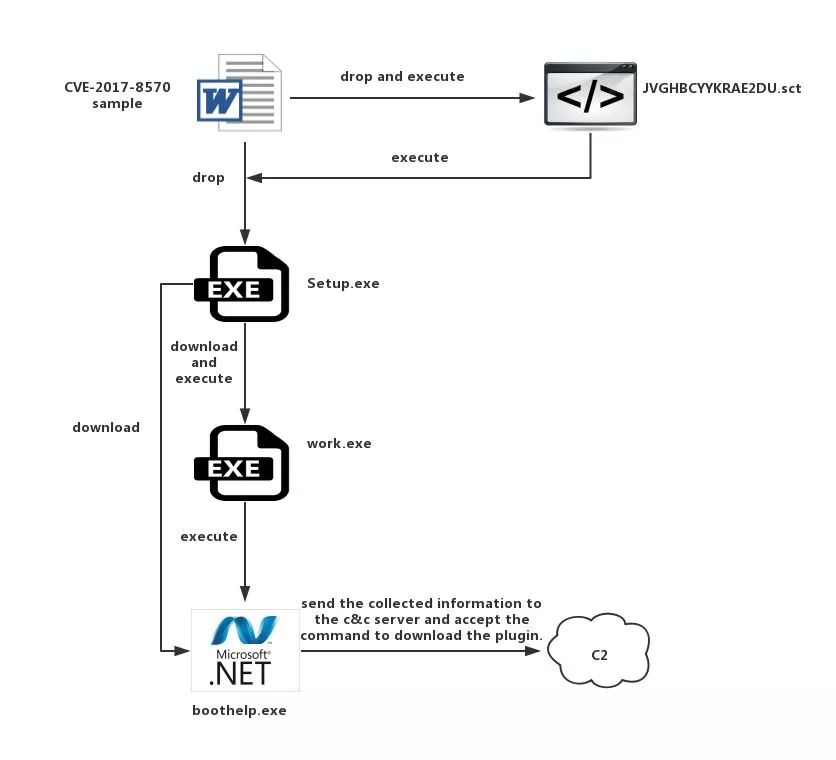 CVE-2017-8570
sample
W
drop and execute
</>
JVGHBCYYKRAE2DU.sct
execute
drop
EXE
Setup.exe
download
and
execute
download
EXE
work.exe
execute
send the collected information to
the c&c server and accept the
command to download the plugin.
Microsoft®
.NET
C2
boothelp.exe